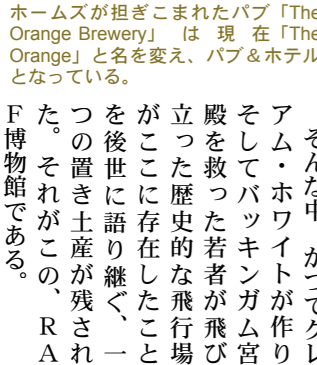 ホームズが担ぎこまれたパブ「The
Orange Brewery」 は 現 在「The
Orange」と名を変え、パブ＆ホテル
となっている。
そんな中、かつてグレ
アム・ホワイトが作り
そしてバッキンガム宮
殿を救った若者が飛び
立った歴史的な飛行場
がここに存在したこと
を後世に語り継ぐ、一
つの置き土産が残され
た。それがこの、ＲＡ
Ｆ博物館である。